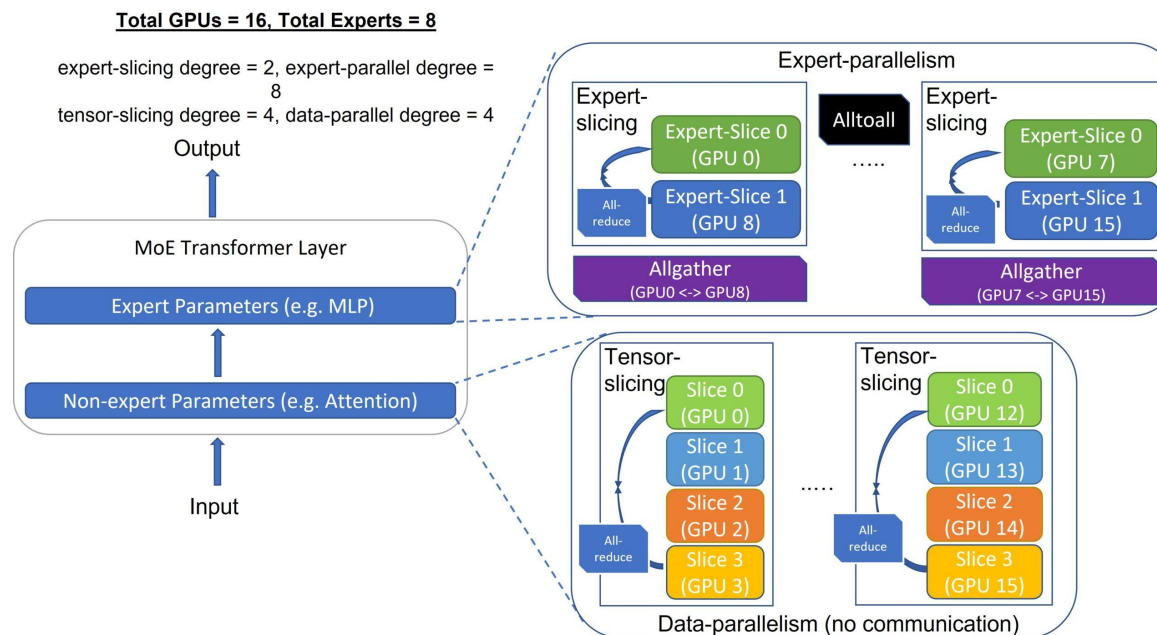 Total GPUs = 16, Total Experts = 8
expert-slicing degree = 2, expert-parallel degree =
8
tensor-slicing degree = 4, data-parallel degree = 4
Output
MoE Transformer Layer
Expert Parameters (e.g. MLP)
Non-expert Parameters (e.g. Attention)
Input
Expert-parallelism
Expert-
slicing
Expert-Slice 0
(GPU 0)
All-
reduce
Expert-Slice 1
(GPU 8)
Allgather
(GPU0 <-> GPU8)
Alltoall
.....
Expert-
slicing
Expert-Slice 0
(GPU 7)
All-
reduce
Expert-Slice 1
(GPU 15)
Allgather
(GPU7 <-> GPU15)
Tensor-
slicing
Slice 0
(GPU 0)
Slice 1
(GPU 1)
Slice 2
(GPU 2)
All-
reduce
Slice 3
(GPU 3)
.....
Tensor-
slicing
Slice 0
(GPU 12)
Slice 1
(GPU 13)
Slice 2
(GPU 14)
All-
reduce
Slice 3
(GPU 15)
Data-parallelism (no communication)